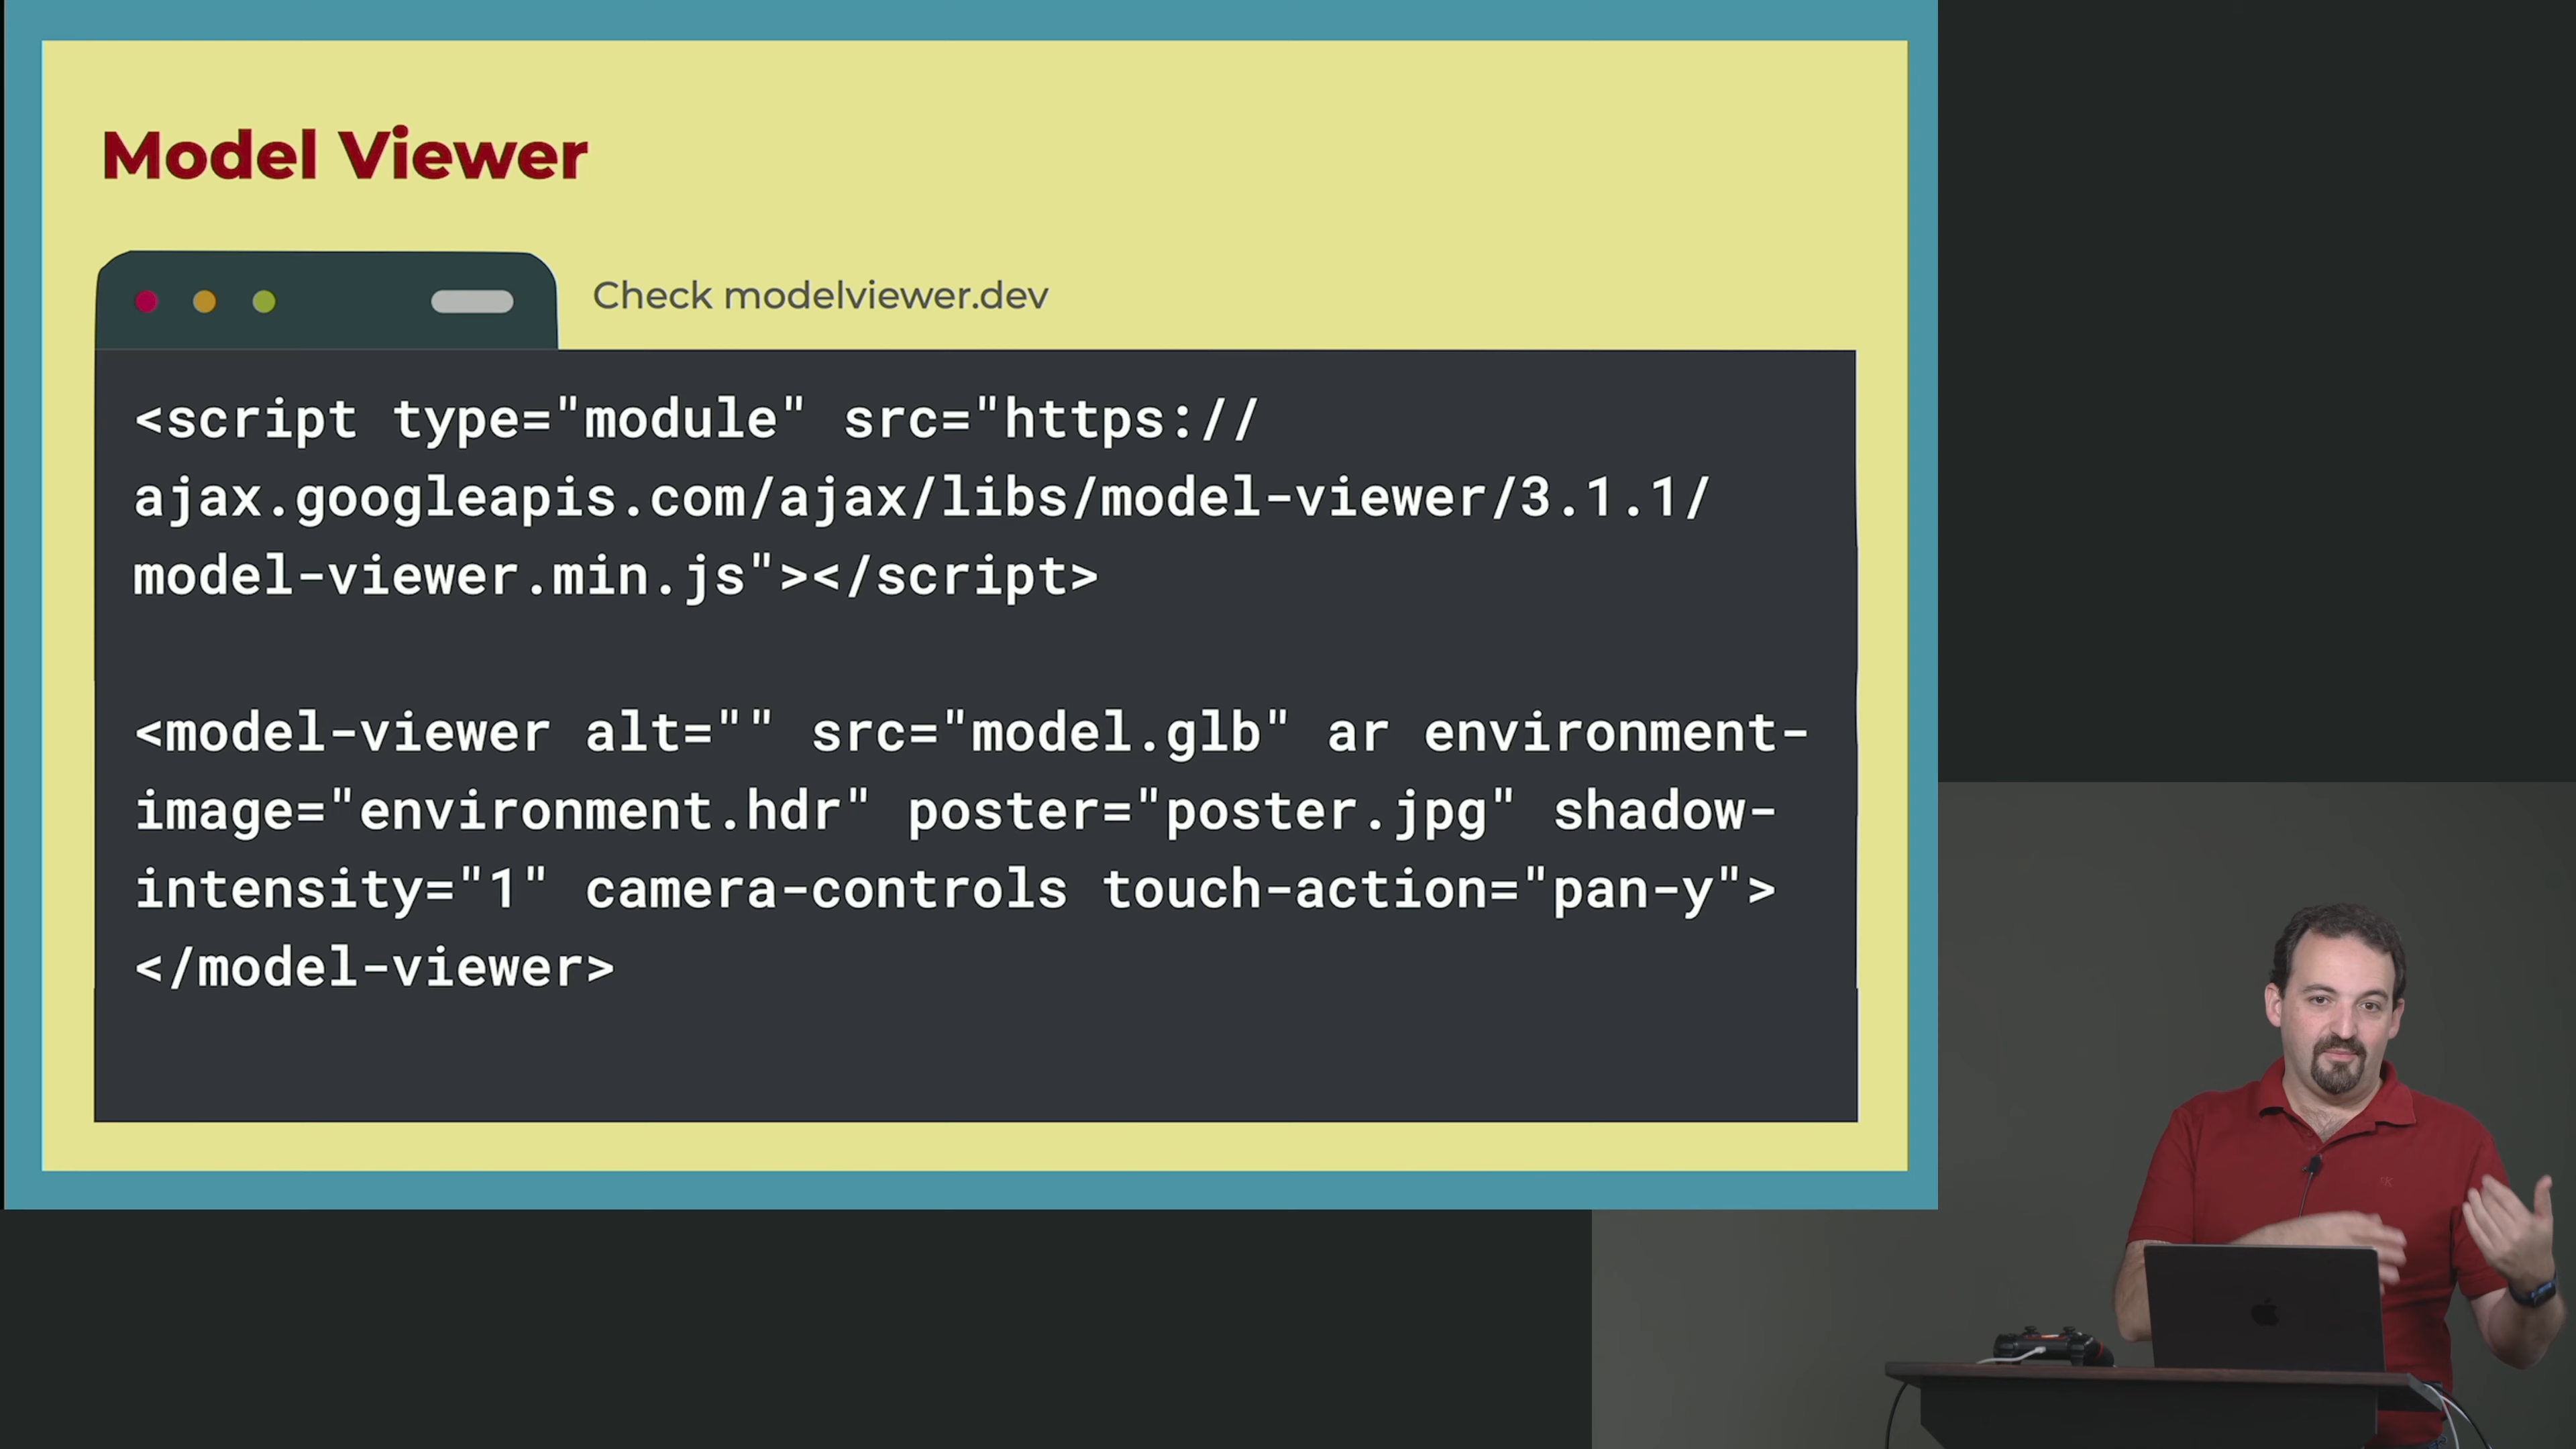 Model Viewer
Check modelviewer.dev
<script type="module" src="https://
ajax.googleapis.com/ajax/libs/model-viewer/3.1.1/
model-viewer.min.js"></script>
<model-viewer alt="" src="model.glb" ar environment-
image="environment.hdr" poster="poster.jpg" shadow-
intensity="1" camera-controls touch-action="pan-y">
</model-viewer>